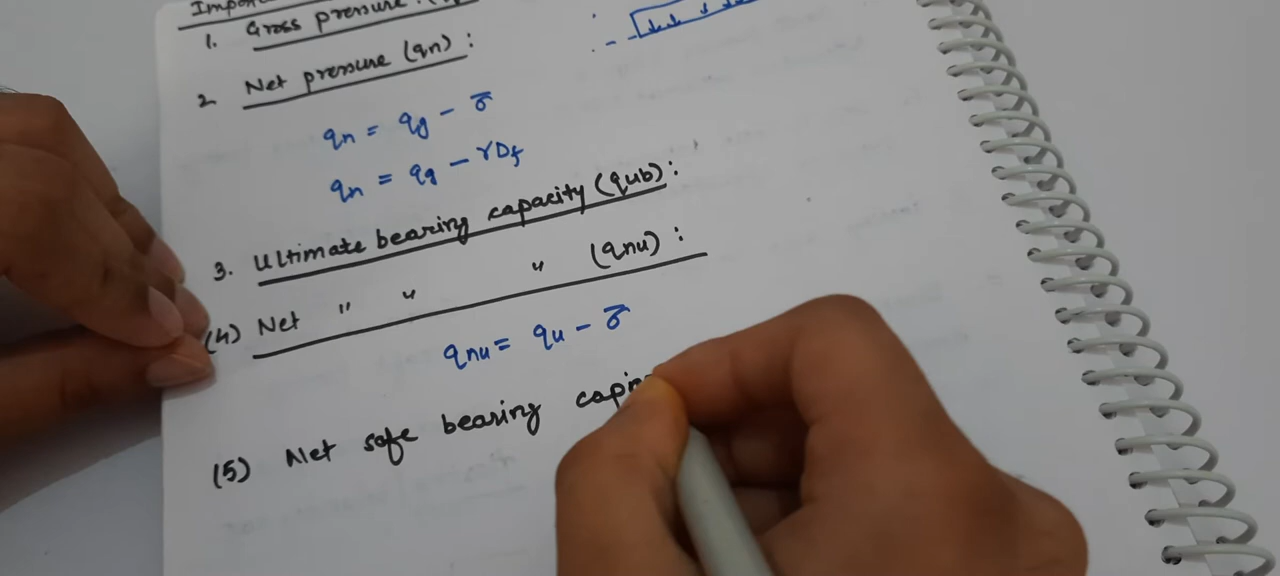 1. Gross pressure :
2 Net pressure (qn) :
qn = qg - σ̄
qn = qg - γDf
3. Ultimate bearing capacity (qub) :
(4) Net " " " (qnu) :
qnu = qu - σ̄
(5) Net safe bearing